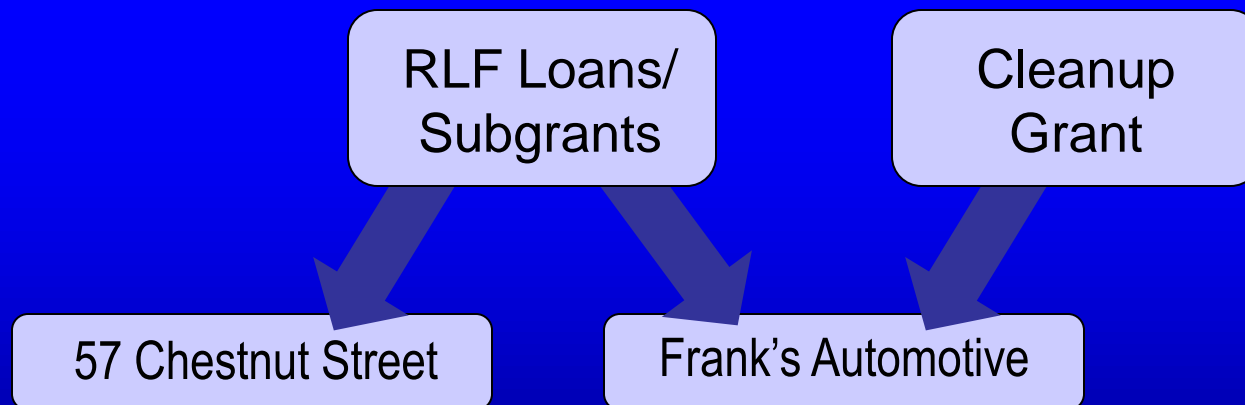 RLF Loans/
Subgrants
Cleanup
Grant
57 Chestnut Street
Frank’s Automotive